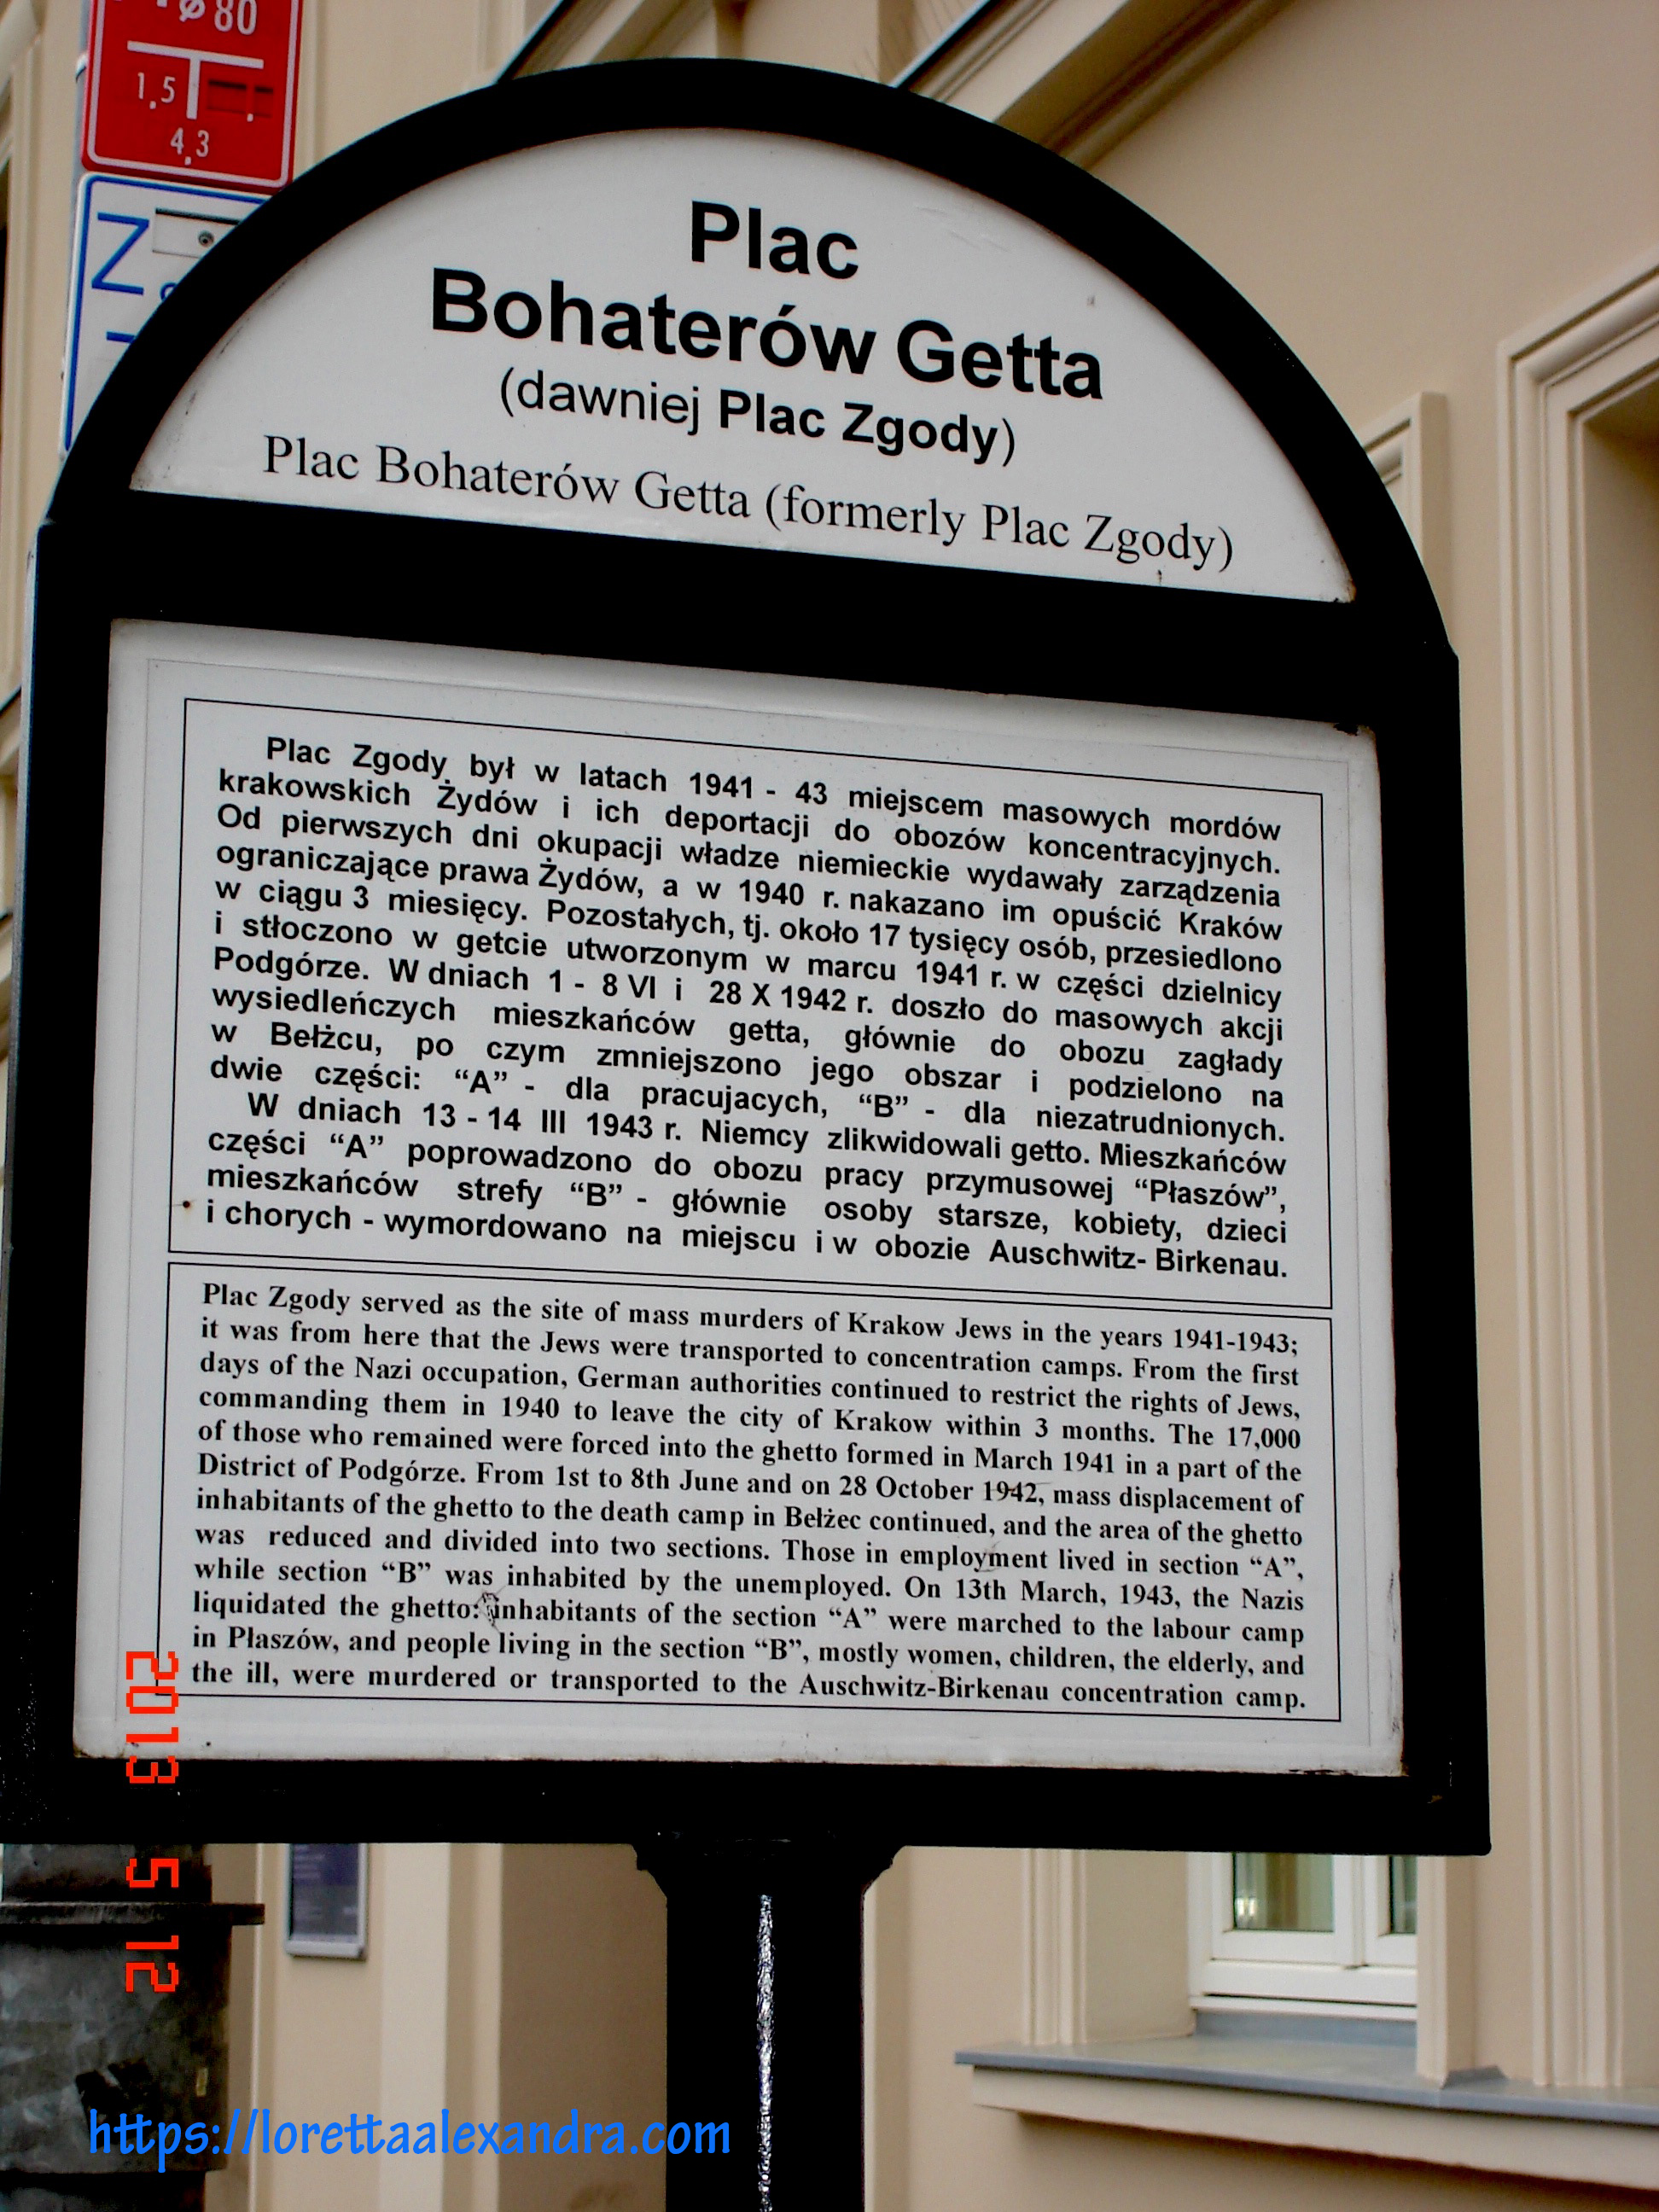 ø 80
1,5
4,3
Z
Plac
Bohaterów Getta
(dawniej Plac Zgody)
Plac Bohaterów Getta (formerly Plac Zgody)
Plac Zgody był w latach 1941 - 43 miejscem masowych mordów
krakowskich Żydów i ich deportacji do obozów koncentracyjnych.
Od pierwszych dni okupacji władze niemieckie wydawały zarządzenia
ograniczające prawa Żydów, a w 1940 r. nakazano im opuścić Kraków
w ciągu 3 miesięcy. Pozostałych, tj. około 17 tysięcy osób, przesiedlono
i stłoczono w getcie utworzonym w marcu 1941 r. w części dzielnicy
Podgórze. W dniach 1 - 8 VI i 28 X 1942 r. doszło do masowych akcji
wysiedleńczych mieszkańców getta, głównie do obozu zagłady
w Bełżcu, po czym zmniejszono jego obszar i podzielono na
dwie części: “A” - dla pracujacych, “B” - dla niezatrudnionych.
W dniach 13 - 14 III 1943 r. Niemcy zlikwidowali getto. Mieszkańców
części “A” poprowadzono do obozu pracy przymusowej “Płaszów”,
mieszkańców strefy “B” - głównie osoby starsze, kobiety, dzieci
i chorych - wymordowano na miejscu i w obozie Auschwitz- Birkenau.
Plac Zgody served as the site of mass murders of Krakow Jews in the years 1941-1943;
it was from here that the Jews were transported to concentration camps. From the first
days of the Nazi occupation, German authorities continued to restrict the rights of Jews,
commanding them in 1940 to leave the city of Krakow within 3 months. The 17,000
of those who remained were forced into the ghetto formed in March 1941 in a part of the
District of Podgórze. From 1st to 8th June and on 28 October 1942, mass displacement of
inhabitants of the ghetto to the death camp in Bełżec continued, and the area of the ghetto
was reduced and divided into two sections. Those in employment lived in section “A”,
while section “B” was inhabited by the unemployed. On 13th March, 1943, the Nazis
liquidated the ghetto: inhabitants of the section “A” were marched to the labour camp
in Płaszów, and people living in the section “B”, mostly women, children, the elderly, and
the ill, were murdered or transported to the Auschwitz-Birkenau concentration camp.
2013 5 12
https://lorettaalexandra.com